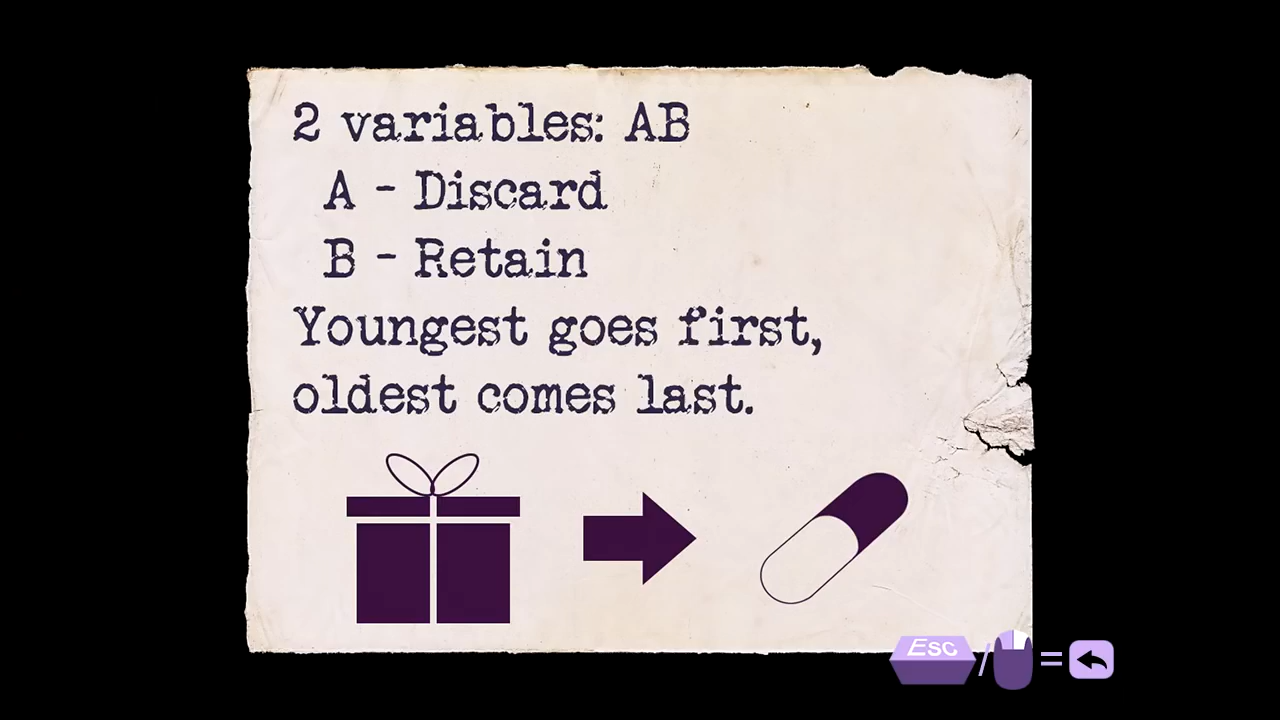 2 variables: AB
A - Discard
B - Retain
Youngest goes first,
oldest comes last.
Esc / =